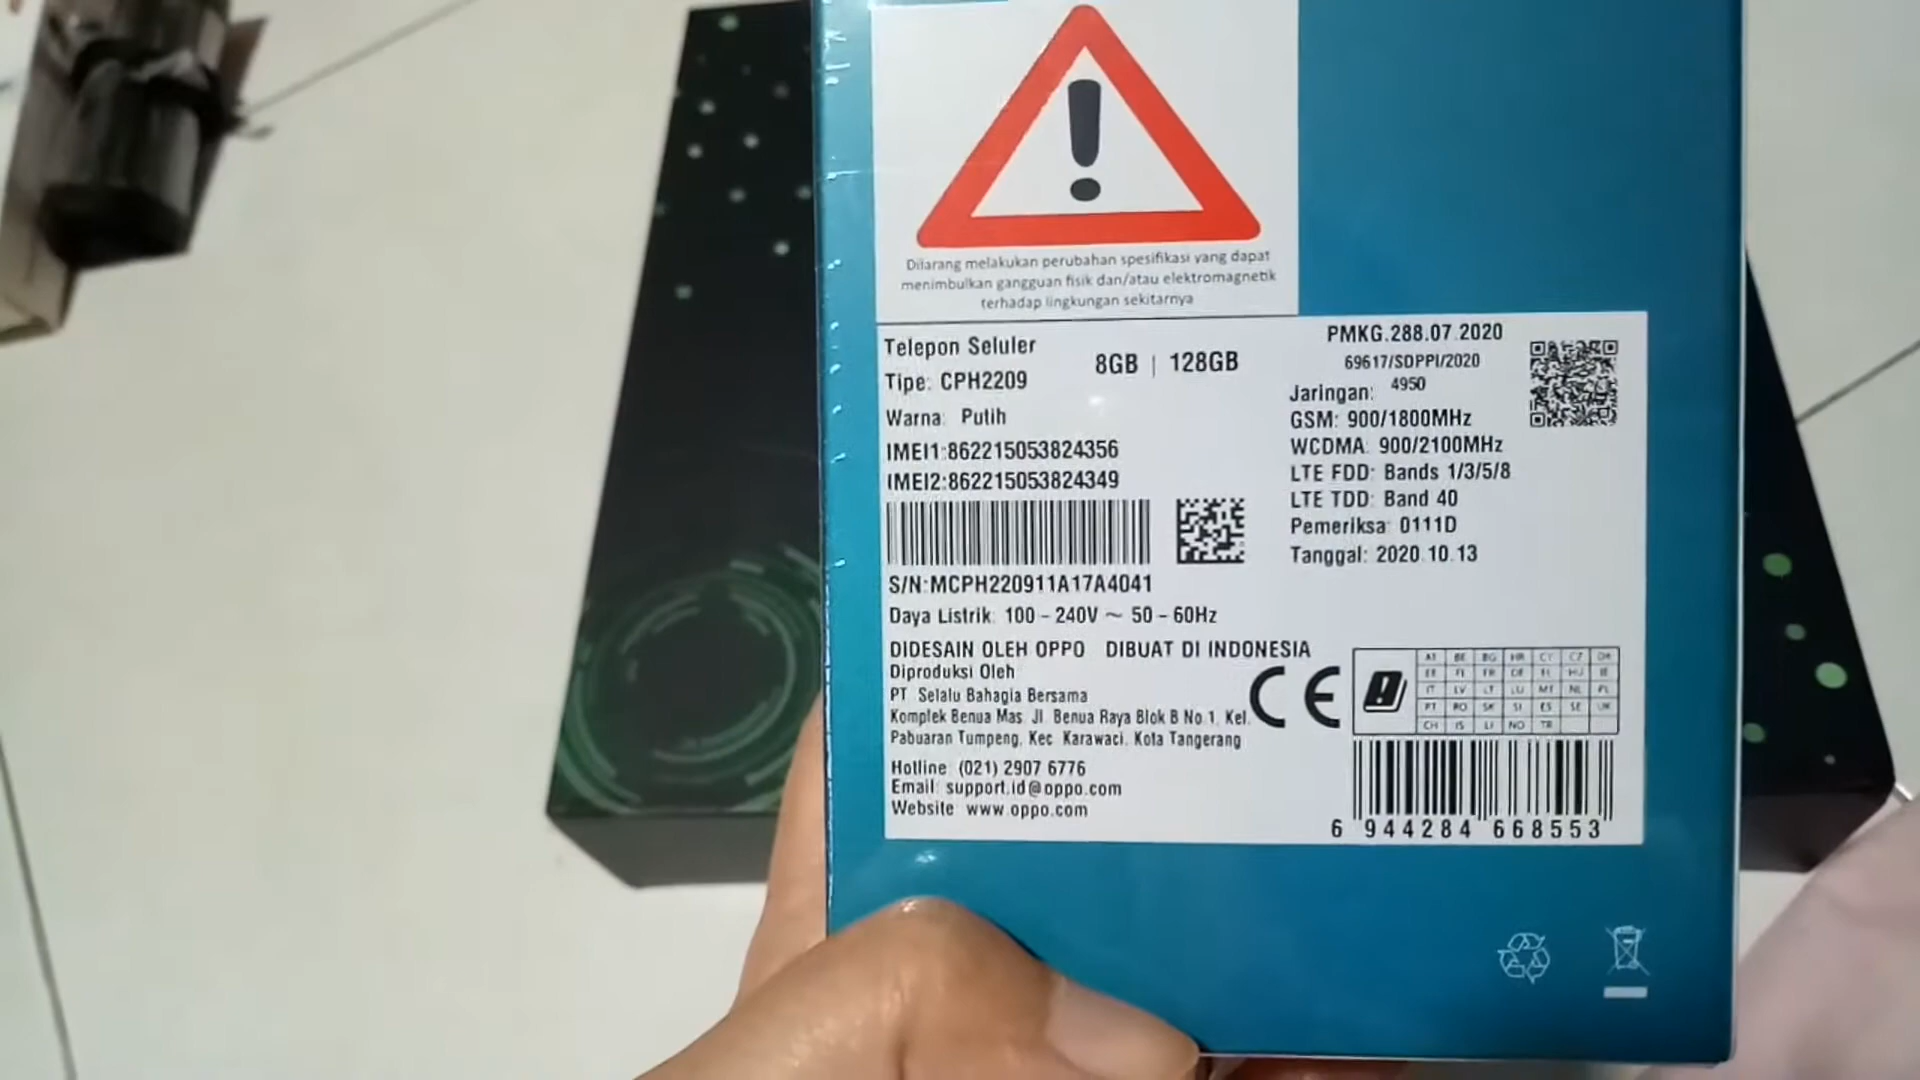 Dilarang melakukan perubahan spesifikasi yang dapat
menimbulkan gangguan fisik dan/atau elektromagnetik
terhadap lingkungan sekitarnya
Telepon Seluler
8GB | 128GB
Tipe: CPH2209
Warna: Putih
IMEI1:862215053824356
IMEI2:862215053824349
S/N:MCPH220911A17A4041
Daya Listrik: 100 - 240V ~ 50 - 60Hz
DIDESAIN OLEH OPPO DIBUAT DI INDONESIA
Diproduksi Oleh
PT Selalu Bahagia Bersama
Komplek Benua Mas. Jl. Benua Raya Blok B No.1, Kel.
Pabuaran Tumpeng, Kec. Karawaci, Kota Tangerang
Hotline (021) 2907 6776
Email: support.id@oppo.com
Website www.oppo.com
PMKG.288.07.2020
69617/SDPPI/2020
4950
Jaringan:
GSM: 900/1800MHz
WCDMA: 900/2100MHz
LTE FDD: Bands 1/3/5/8
LTE TDD: Band 40
Pemeriksa: 0111D
Tanggal: 2020.10.13
CE
AT BE BG HR CY CZ DK
EE FI FR DE EL HU IE
IT LV LT LU MT NL PL
PT RO SK SI ES SE UK
CH IS LI NO TR
6 944284 668553